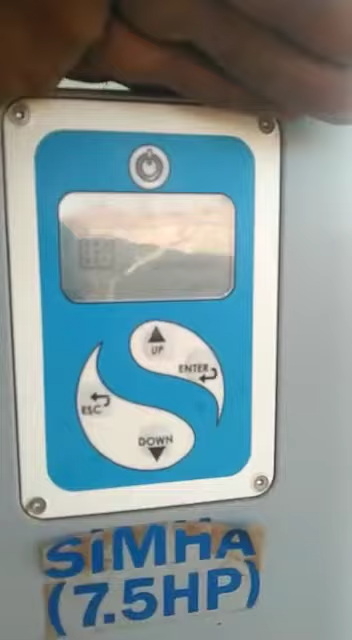 UP
ENTER
ESC
DOWN
SiMHA
(7.5HP)